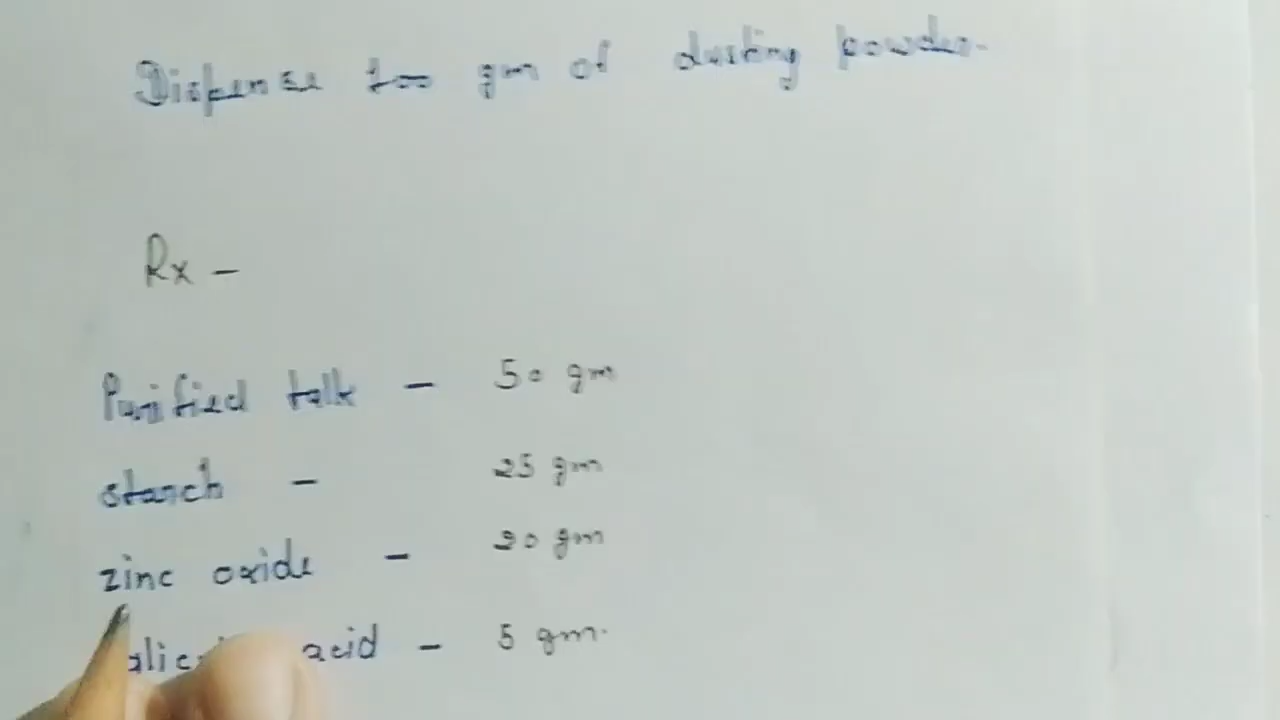 Dispense 100 gm of dusting powder.
Rx -
Purified talk - 50 gm
starch - 25 gm
zinc oxide - 20 gm
acid - 5 gm.